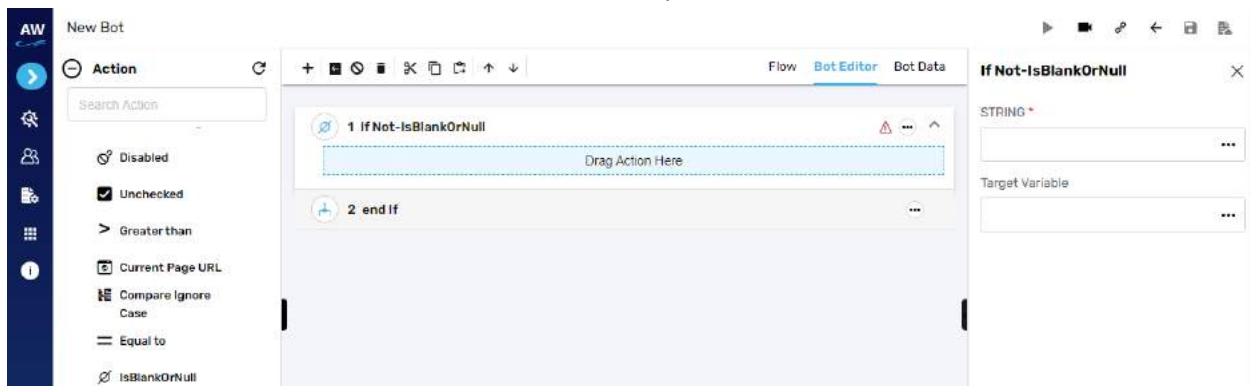 AW
New Bot
Action
Search Action
Disabled
Unchecked
Greater than
Current Page URL
Compare Ignore
Case
Equal to
IsBlankOrNull
Flow Bot Editor Bot Data
1 If Not-IsBlankOrNull
Drag Action Here
2 end If
If Not-IsBlankOrNull
STRING *
Target Variable